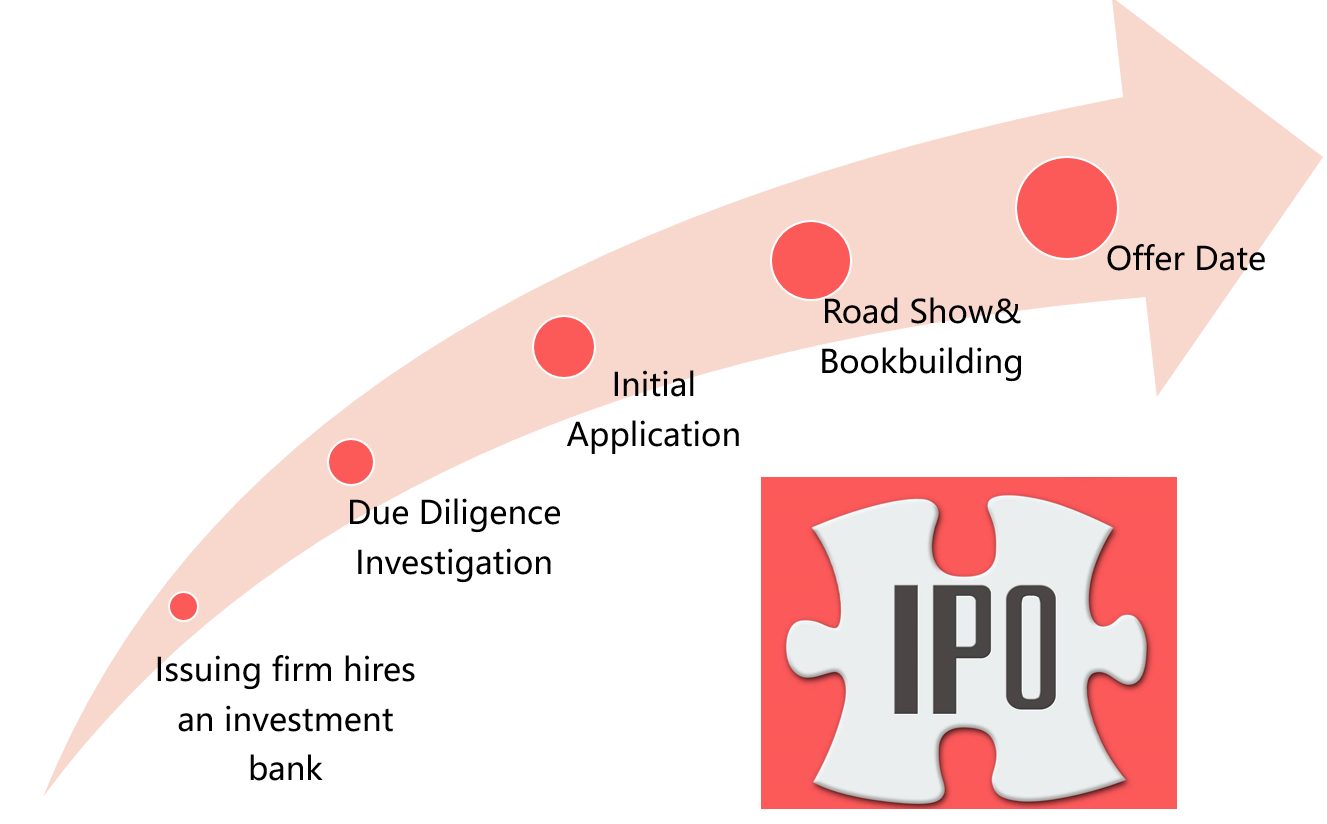 Issuing firm hires
an investment
bank
Due Diligence
Investigation
Initial
Application
Road Show&
Bookbuilding
Offer Date
IPO